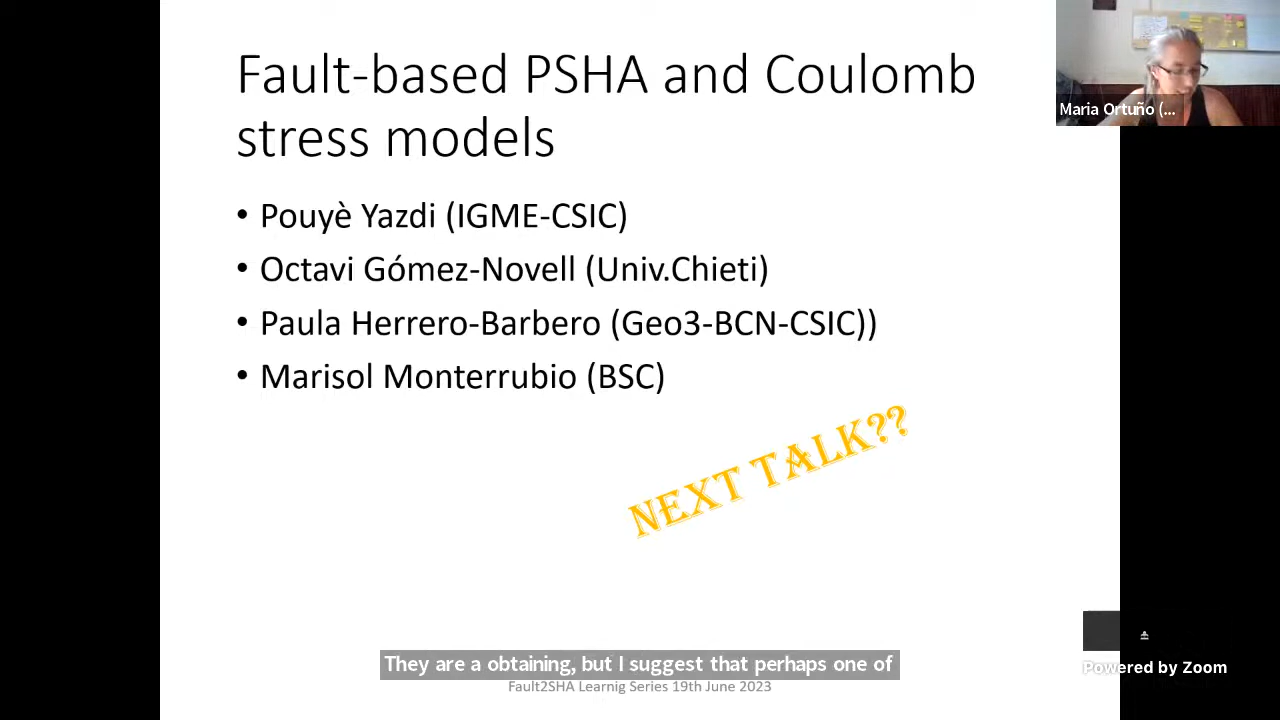 Fault-based PSHA and Coulomb
stress models
Maria Ortuño (...
• Pouyè Yazdi (IGME-CSIC)
• Octavi Gómez-Novell (Univ.Chieti)
• Paula Herrero-Barbero (Geo3-BCN-CSIC))
• Marisol Monterrubio (BSC)
NEXT TALK??
They are a obtaining, but I suggest that perhaps one of
Fault2SHA Learnig Series 19th June 2023
Powered by Zoom